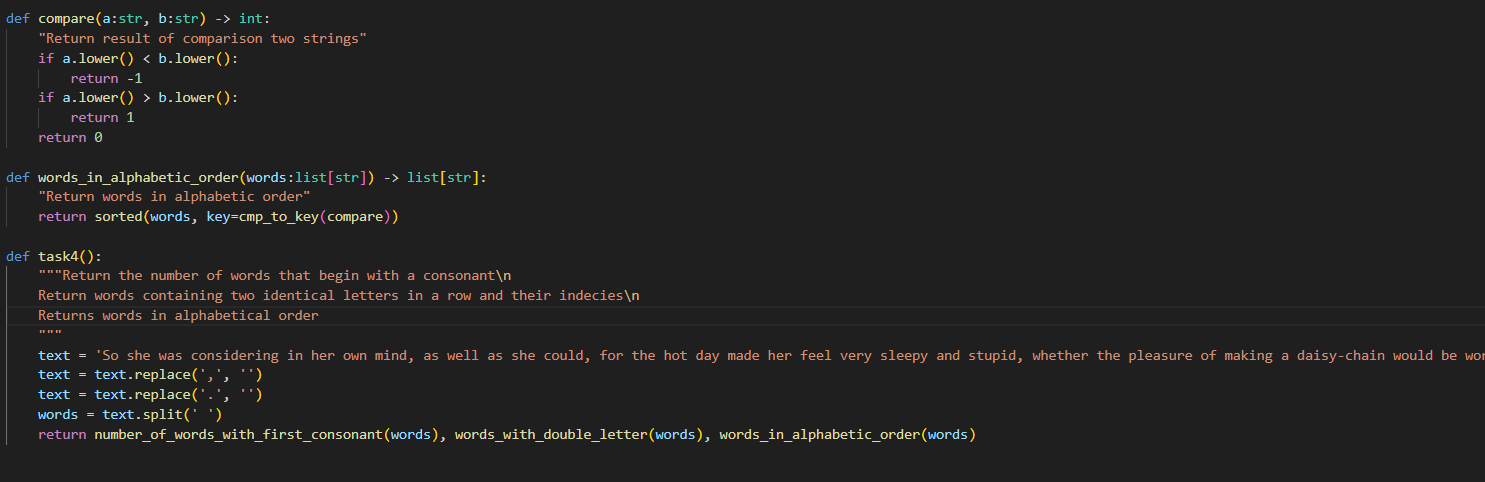 def compare(a:str, b:str) -> int:
    "Return result of comparison two strings"
    if a.lower() < b.lower():
        return -1
    if a.lower() > b.lower():
        return 1
    return 0

def words_in_alphabetic_order(words:list[str]) -> list[str]:
    "Return words in alphabetic order"
    return sorted(words, key=cmp_to_key(compare))

def task4():
    """Return the number of words that begin with a consonant\n
    Return words containing two identical letters in a row and their indecies\n
    Returns words in alphabetical order
    """
    text = 'So she was considering in her own mind, as well as she could, for the hot day made her feel very sleepy and stupid, whether the pleasure of making a daisy-chain would be wor
    text = text.replace(',', '')
    text = text.replace('.', '')
    words = text.split(' ')
    return number_of_words_with_first_consonant(words), words_with_double_letter(words), words_in_alphabetic_order(words)